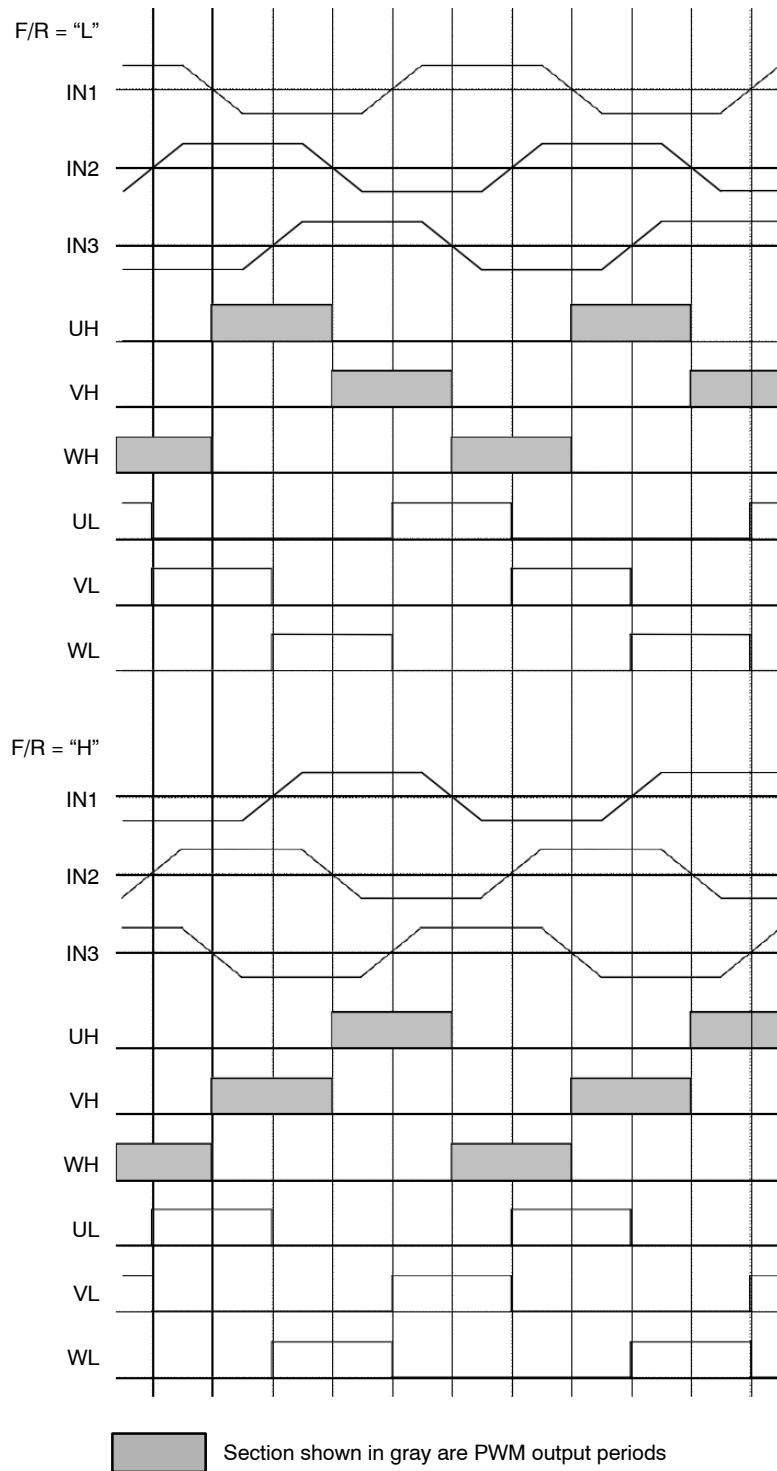 F/R = “L”
IN1
IN2
IN3
UH
VH
WH
UL
VL
WL
F/R = “H”
IN1
IN2
IN3
UH
VH
WH
UL
VL
WL
Section shown in gray are PWM output periods